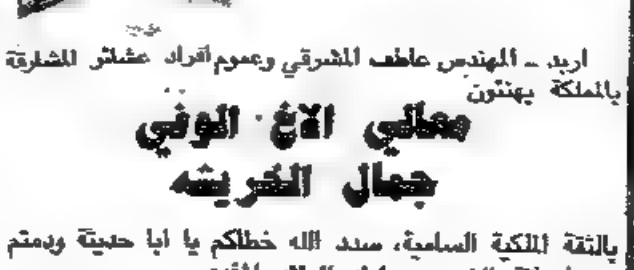 اربد – المهندس عاطف المشرقي وعموم أفراد عشائر المشارقة
بالمملكة يهنئون
معالي الاخ الوفي
جمال الخريشه
بالثقة الملكية السامية، سدد الله خطاكم يا ابا حديثة ودمتم